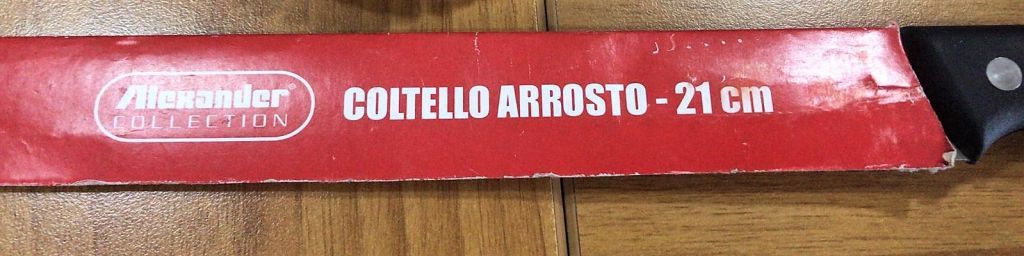 Alexander®
COLLECTION
COLTELLO ARROSTO - 21 cm